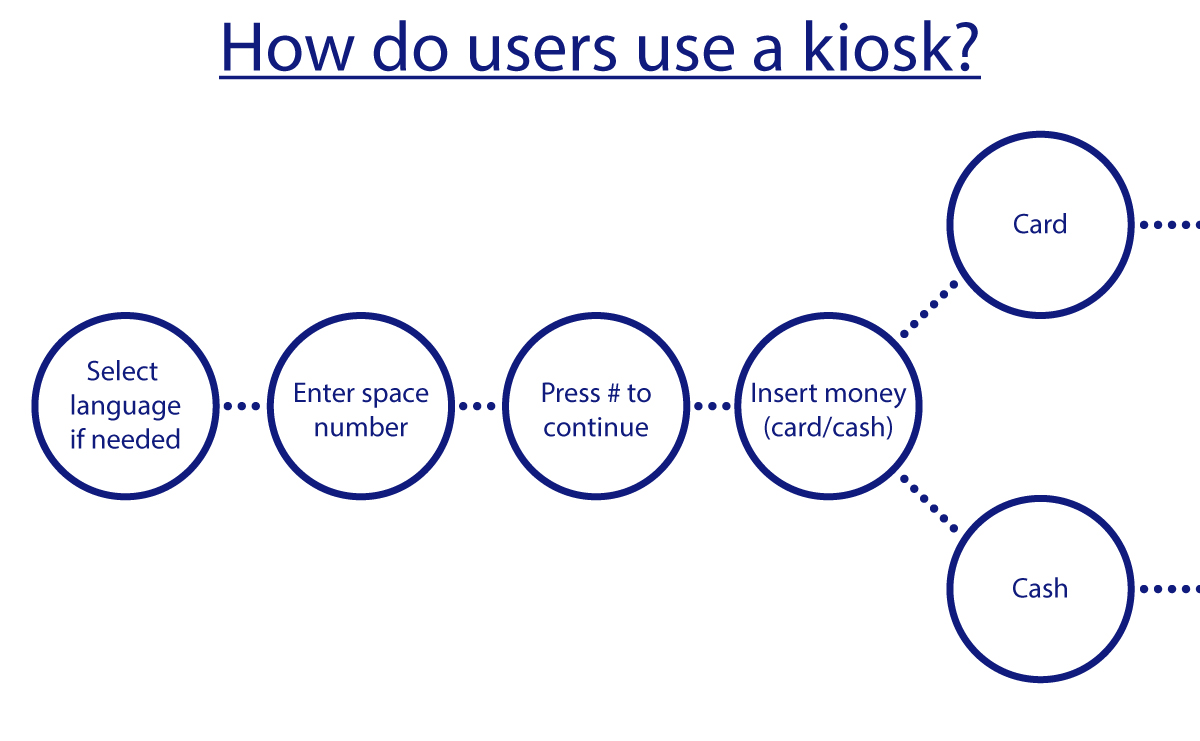 How do users use a kiosk?
Select
language
if needed
Enter space
number
Press # to
continue
Insert money
(card/cash)
Card
Cash